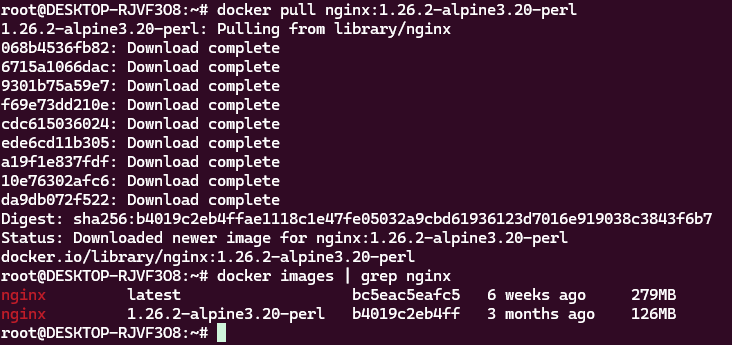 root@DESKTOP-RJVF3O8:~# docker pull nginx:1.26.2-alpine3.20-perl
1.26.2-alpine3.20-perl: Pulling from library/nginx
068b4536fb82: Download complete
6715a1066dac: Download complete
9301b75a59e7: Download complete
f69e73dd210e: Download complete
cdc615036024: Download complete
ede6cd11b305: Download complete
a19f1e837fdf: Download complete
10e76302afc6: Download complete
da9db072f522: Download complete
Digest: sha256:b4019c2eb4ffae1118c1e47fe05032a9cbd61936123d7016e919038c3843f6b7
Status: Downloaded newer image for nginx:1.26.2-alpine3.20-perl
docker.io/library/nginx:1.26.2-alpine3.20-perl
root@DESKTOP-RJVF3O8:~# docker images | grep nginx
nginx latest bc5eac5eafc5 6 weeks ago 279MB
nginx 1.26.2-alpine3.20-perl b4019c2eb4ff 3 months ago 126MB
root@DESKTOP-RJVF3O8:~#